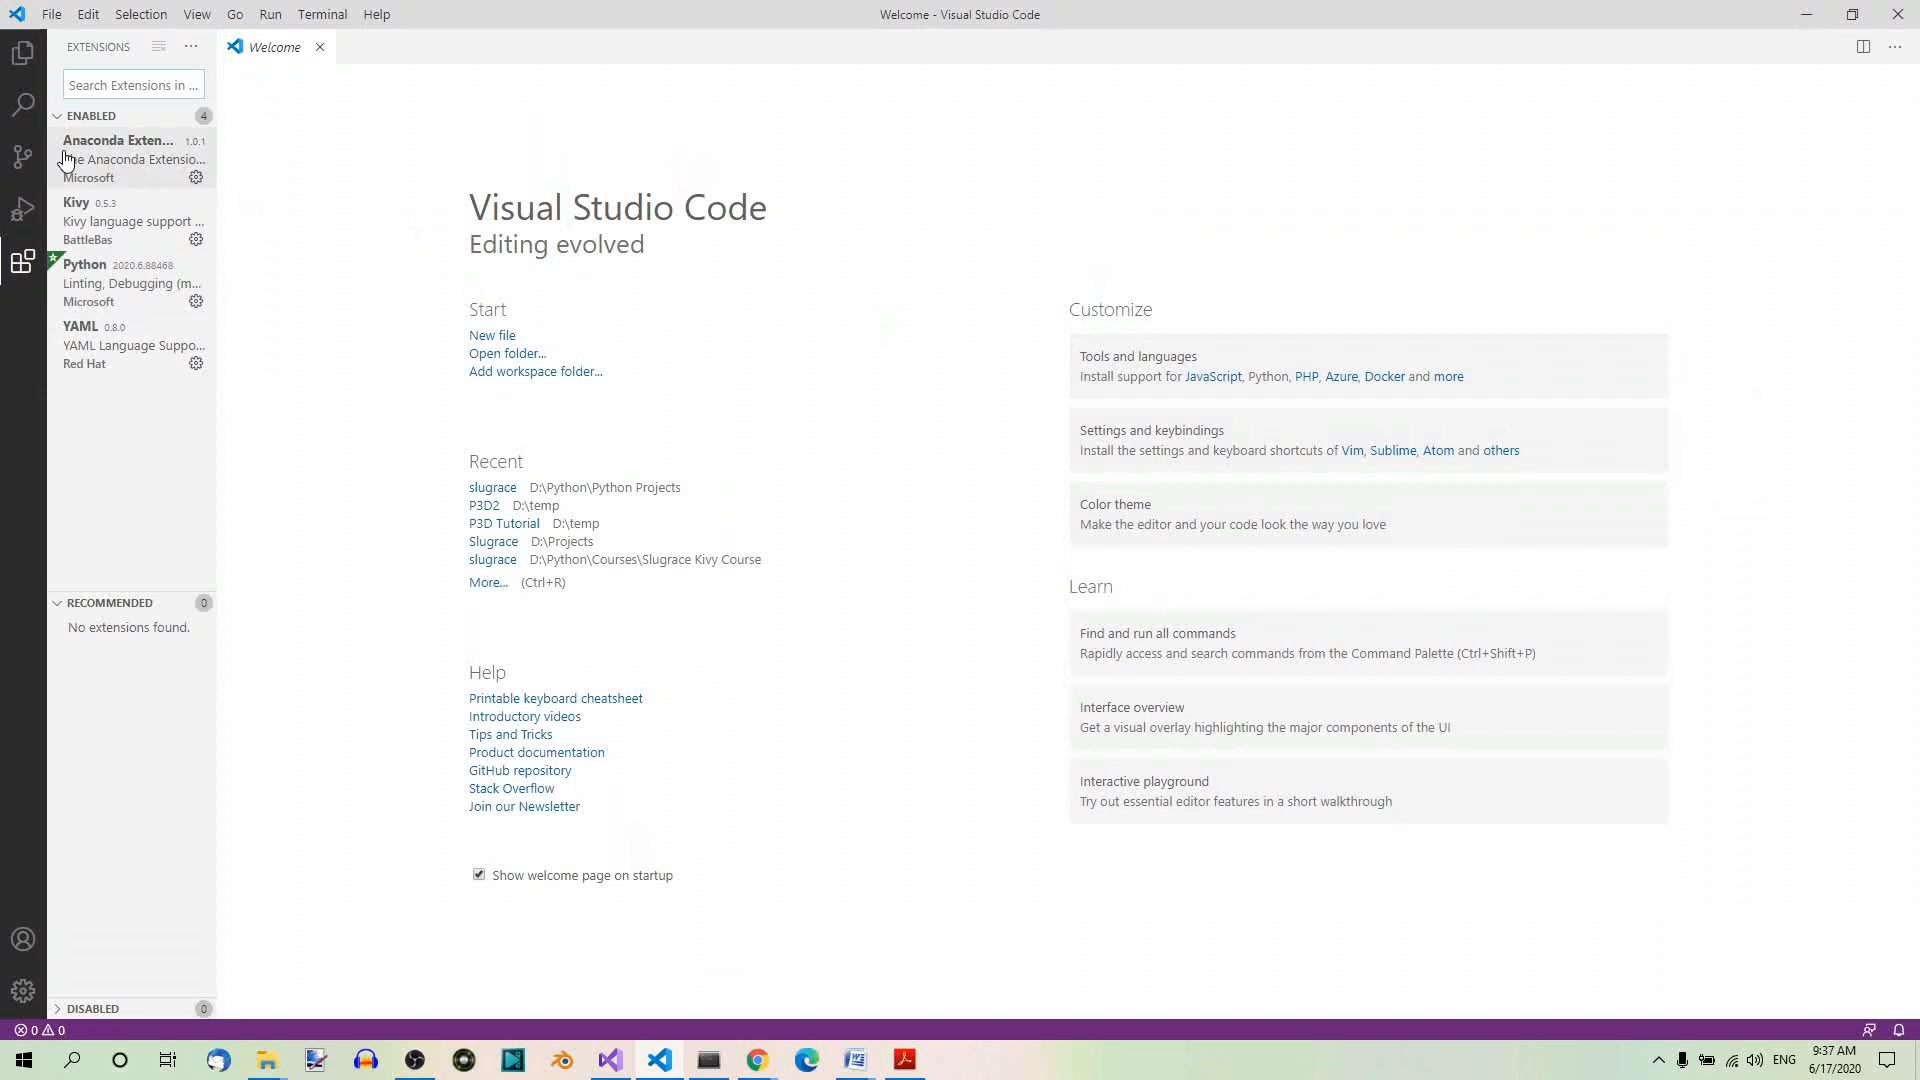 File Edit Selection View Go Run Terminal Help
Welcome - Visual Studio Code
EXTENSIONS
Search Extensions in ...
ENABLED 4
Anaconda Exten... 1.0.1
e Anaconda Extensio...
Microsoft
Kivy 0.5.3
Kivy language support ...
BattleBas
Python 2020.6.88468
Linting, Debugging (m...
Microsoft
YAML 0.8.0
YAML Language Suppo...
Red Hat
RECOMMENDED 0
No extensions found.
DISABLED 0
Welcome
Visual Studio Code
Editing evolved
Start
New file
Open folder...
Add workspace folder...
Recent
slugrace D:\Python\Python Projects
P3D2 D:\temp
P3D Tutorial D:\temp
Slugrace D:\Projects
slugrace D:\Python\Courses\Slugrace Kivy Course
More... (Ctrl+R)
Help
Printable keyboard cheatsheet
Introductory videos
Tips and Tricks
Product documentation
GitHub repository
Stack Overflow
Join our Newsletter
Show welcome page on startup
Customize
Tools and languages
Install support for JavaScript, Python, PHP, Azure, Docker and more
Settings and keybindings
Install the settings and keyboard shortcuts of Vim, Sublime, Atom and others
Color theme
Make the editor and your code look the way you love
Learn
Find and run all commands
Rapidly access and search commands from the Command Palette (Ctrl+Shift+P)
Interface overview
Get a visual overlay highlighting the major components of the UI
Interactive playground
Try out essential editor features in a short walkthrough
0 0
ENG
9:37 AM
6/17/2020